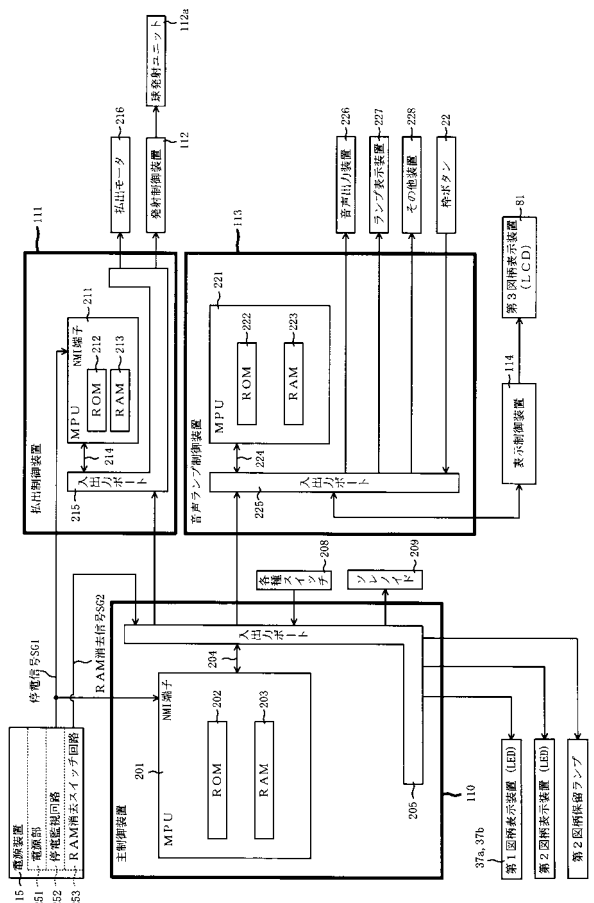 15 電源装置
251 電源部
252 停電監視回路
253 RAM消去スイッチ回路
停電信号SG1
RAM消去信号SG2
主制御装置
110
MPU
201
NMI端子
ROM
202
RAM
203
204
入出力ポート
205
各種スイッチ
208
ソレノイド
209
37a, 37b
第1図柄表示装置(LED)
第2図柄表示装置(LED)
第2図柄保留ランプ
払出制御装置
111
MPU
211
NMI端子
ROM
212
RAM
213
214
215
入出力ポート
払出モータ
216
発射制御装置
112
球発射ユニット
112a
音声ランプ制御装置
113
MPU
221
ROM
222
RAM
223
224
225
入出力ポート
音声出力装置
226
ランプ表示装置
227
その他装置
228
枠ボタン
22
表示制御装置
114
第3図柄表示装置
(LCD)
81